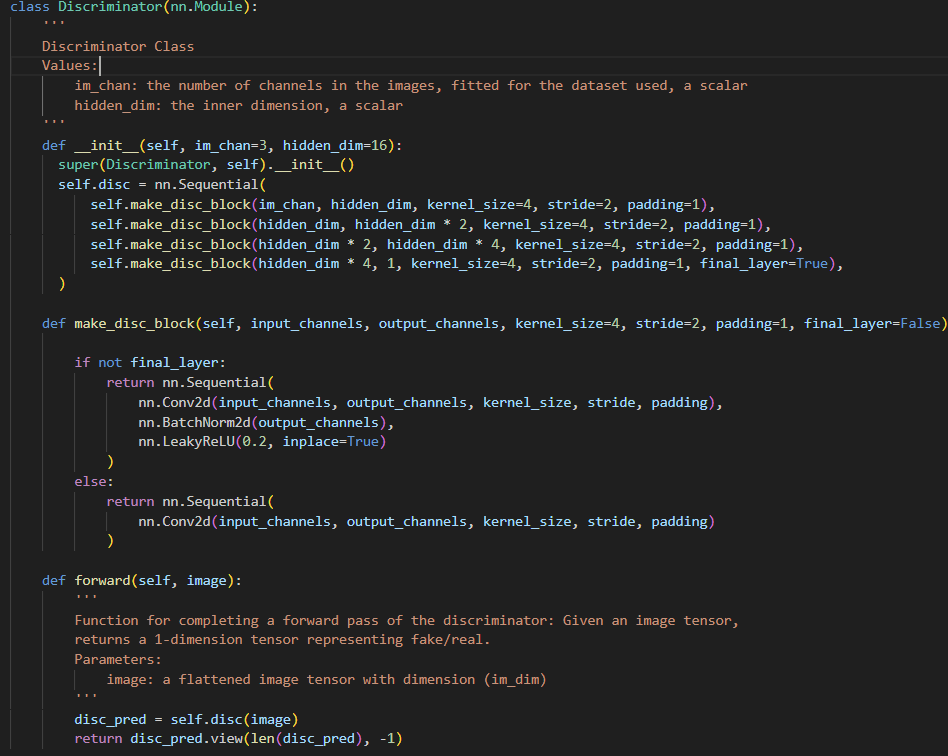 class Discriminator(nn.Module):
    '''
    Discriminator Class
    Values:
        im_chan: the number of channels in the images, fitted for the dataset used, a scalar
        hidden_dim: the inner dimension, a scalar
    '''
    def __init__(self, im_chan=3, hidden_dim=16):
      super(Discriminator, self).__init__()
      self.disc = nn.Sequential(
          self.make_disc_block(im_chan, hidden_dim, kernel_size=4, stride=2, padding=1),
          self.make_disc_block(hidden_dim, hidden_dim * 2, kernel_size=4, stride=2, padding=1),
          self.make_disc_block(hidden_dim * 2, hidden_dim * 4, kernel_size=4, stride=2, padding=1),
          self.make_disc_block(hidden_dim * 4, 1, kernel_size=4, stride=2, padding=1, final_layer=True),
      )
    def make_disc_block(self, input_channels, output_channels, kernel_size=4, stride=2, padding=1, final_layer=False)
        if not final_layer:
            return nn.Sequential(
                nn.Conv2d(input_channels, output_channels, kernel_size, stride, padding),
                nn.BatchNorm2d(output_channels),
                nn.LeakyReLU(0.2, inplace=True)
            )
        else:
            return nn.Sequential(
                nn.Conv2d(input_channels, output_channels, kernel_size, stride, padding)
            )
    def forward(self, image):
        '''
        Function for completing a forward pass of the discriminator: Given an image tensor,
        returns a 1-dimension tensor representing fake/real.
        Parameters:
            image: a flattened image tensor with dimension (im_dim)
        '''
        disc_pred = self.disc(image)
        return disc_pred.view(len(disc_pred), -1)